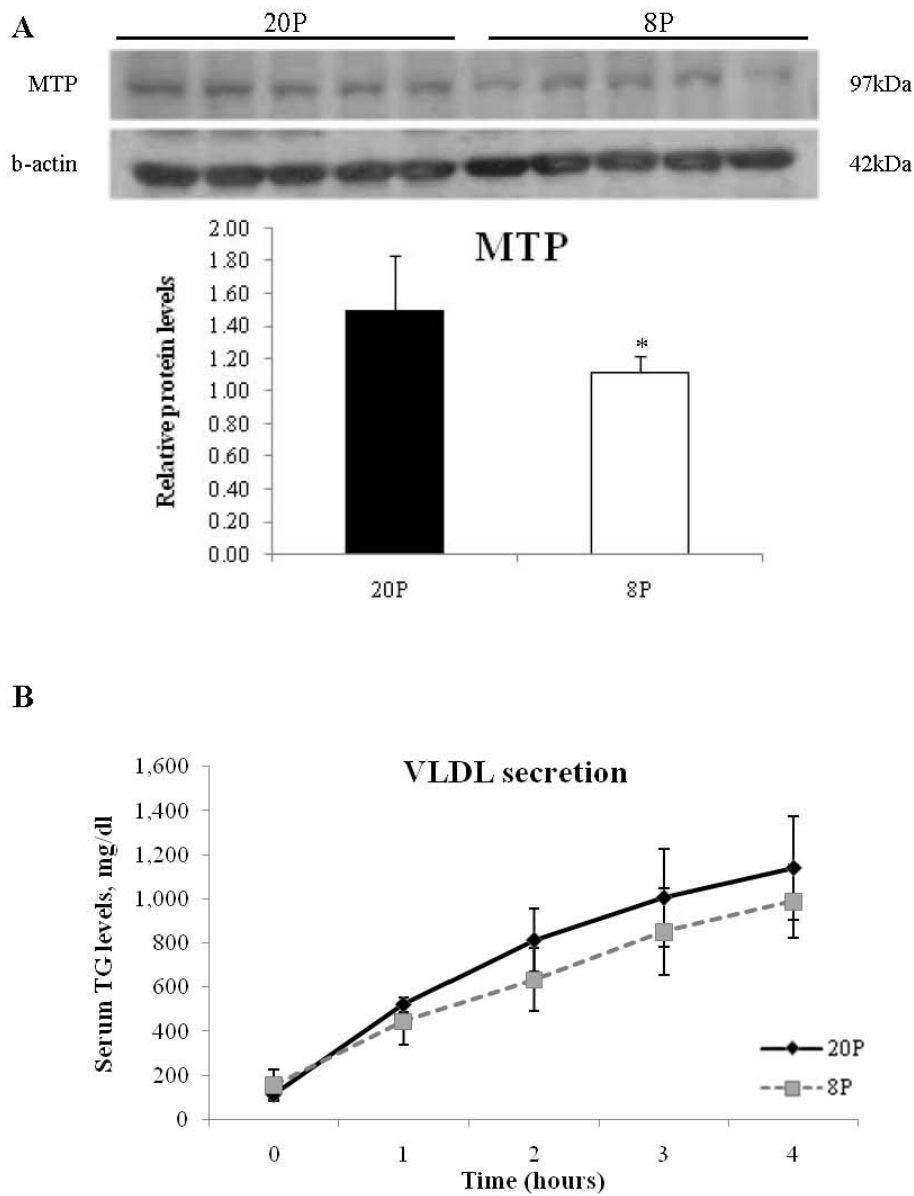 A
20P 8P
MTP 97kDa
b-actin 42kDa
MTP
Relative protein levels
2.00
1.80
1.60
1.40
1.20
1.00
0.80
0.60
0.40
0.20
0.00
*
20P 8P
B
VLDL secretion
Serum TG levels, mg/dl
1,600
1,400
1,200
1,000
800
600
400
200
0
20P
8P
0 1 2 3 4
Time (hours)